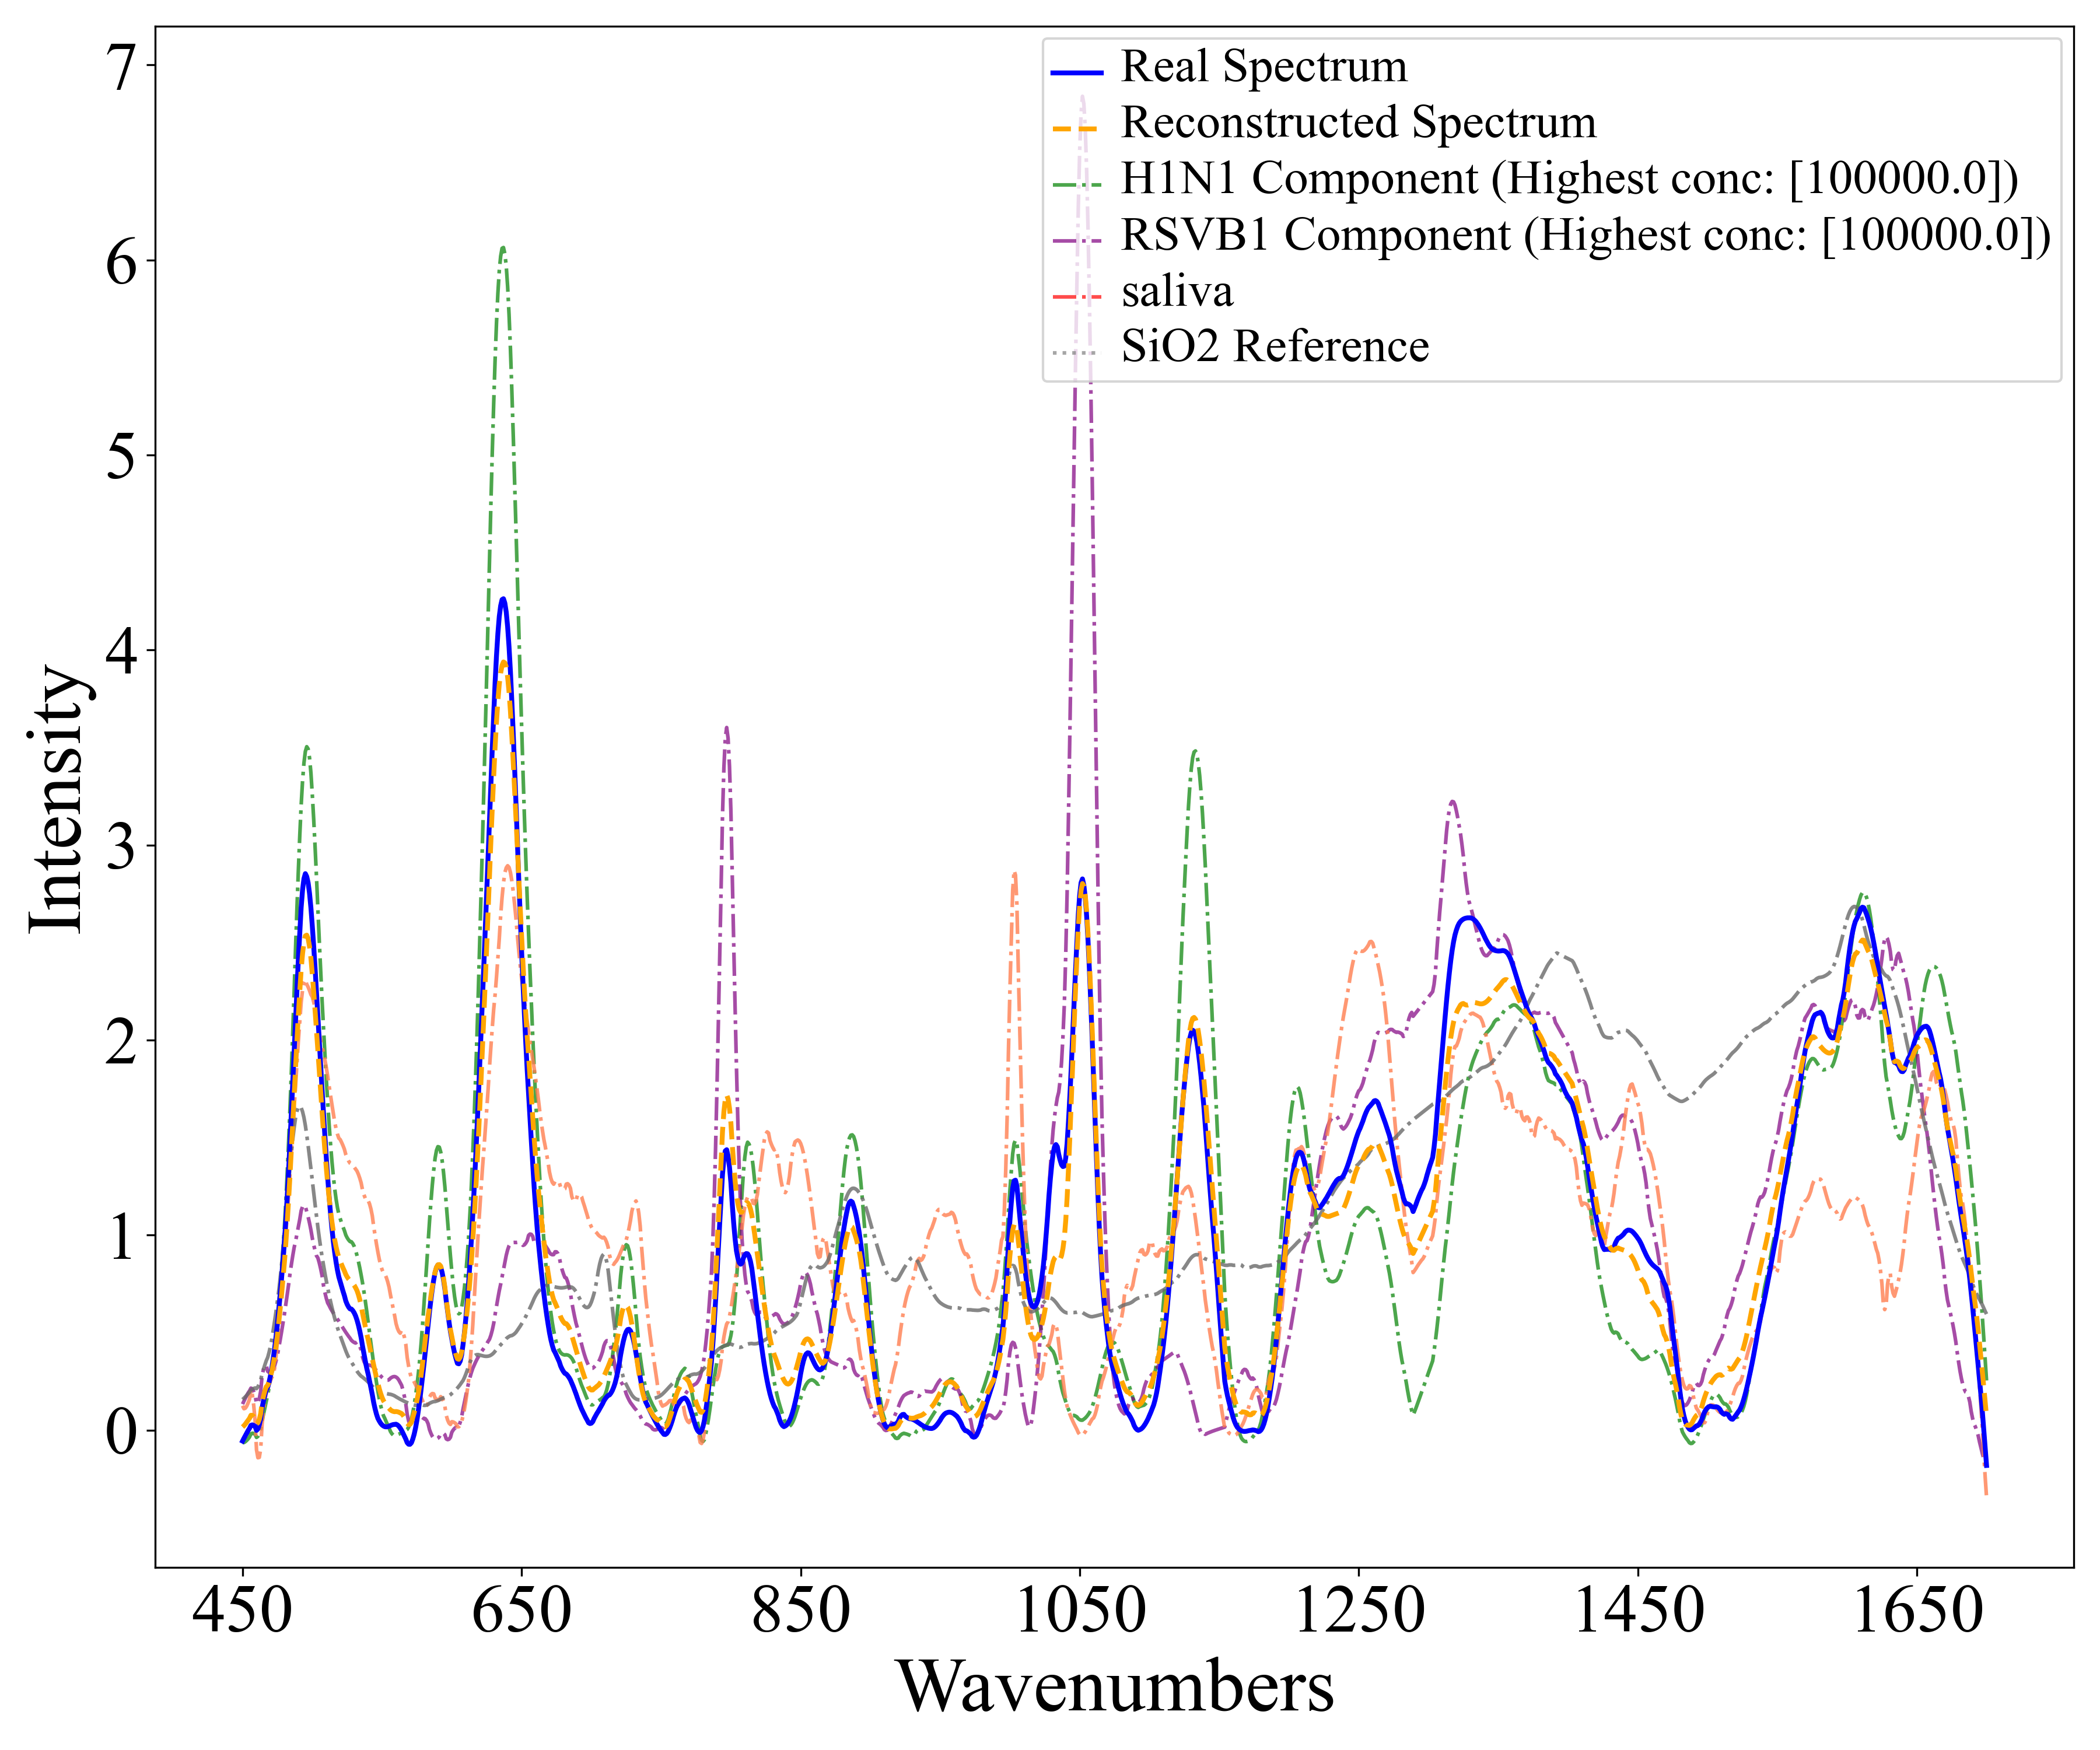 7
6
5
4
3
2
1
0
Intensity
Real Spectrum
Reconstructed Spectrum
H1N1 Component (Highest conc: [100000.0])
RSVB1 Component (Highest conc: [100000.0])
saliva
SiO2 Reference
450 650 850 1050 1250 1450 1650
Wavenumbers